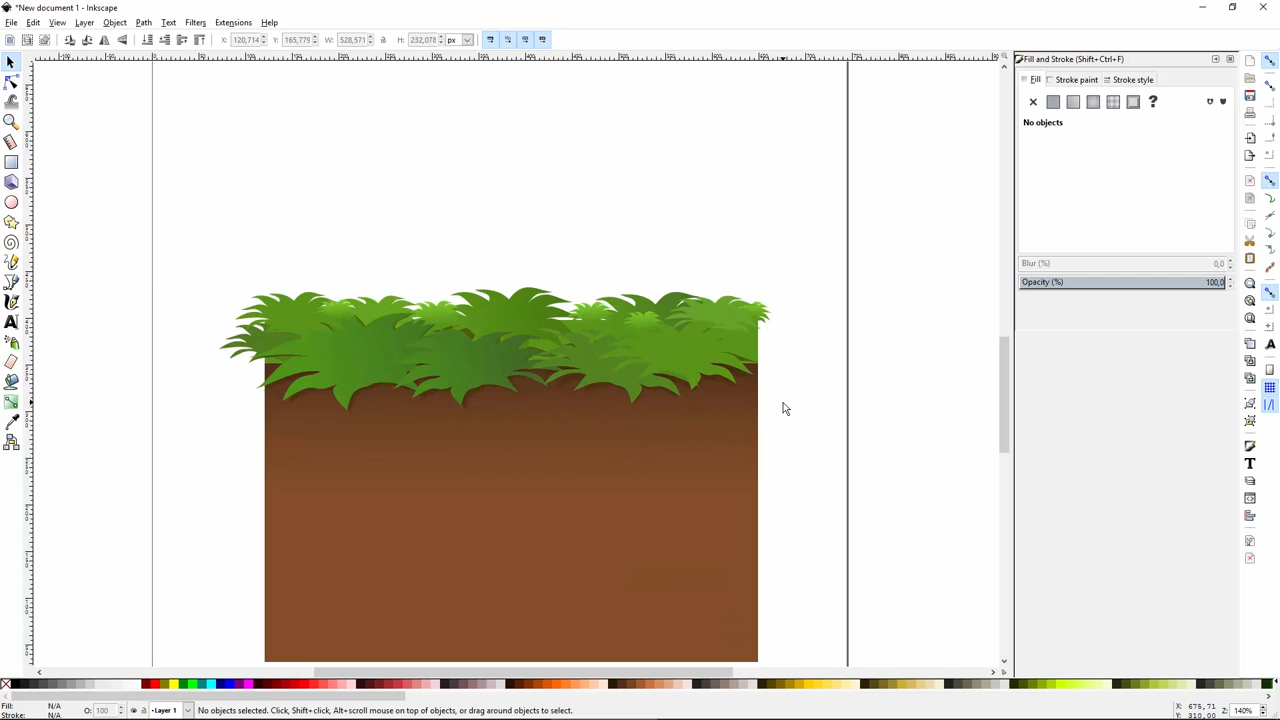 *New document 1 - Inkscape
File Edit View Layer Object Path Text Filters Extensions Help
X: 120,714 Y: 165,779 W: 528,571 H: 232,078 px
Fill and Stroke (Shift+Ctrl+F)
Fill Stroke paint Stroke style
No objects
Blur (%) 0,0
Opacity (%) 100,0
Fill: N/A
Stroke: N/A
O: 100
Layer 1
No objects selected. Click, Shift+click, Alt+scroll mouse on top of objects, or drag around objects to select.
X: 675,71
Y: 310,00
Z: 140%